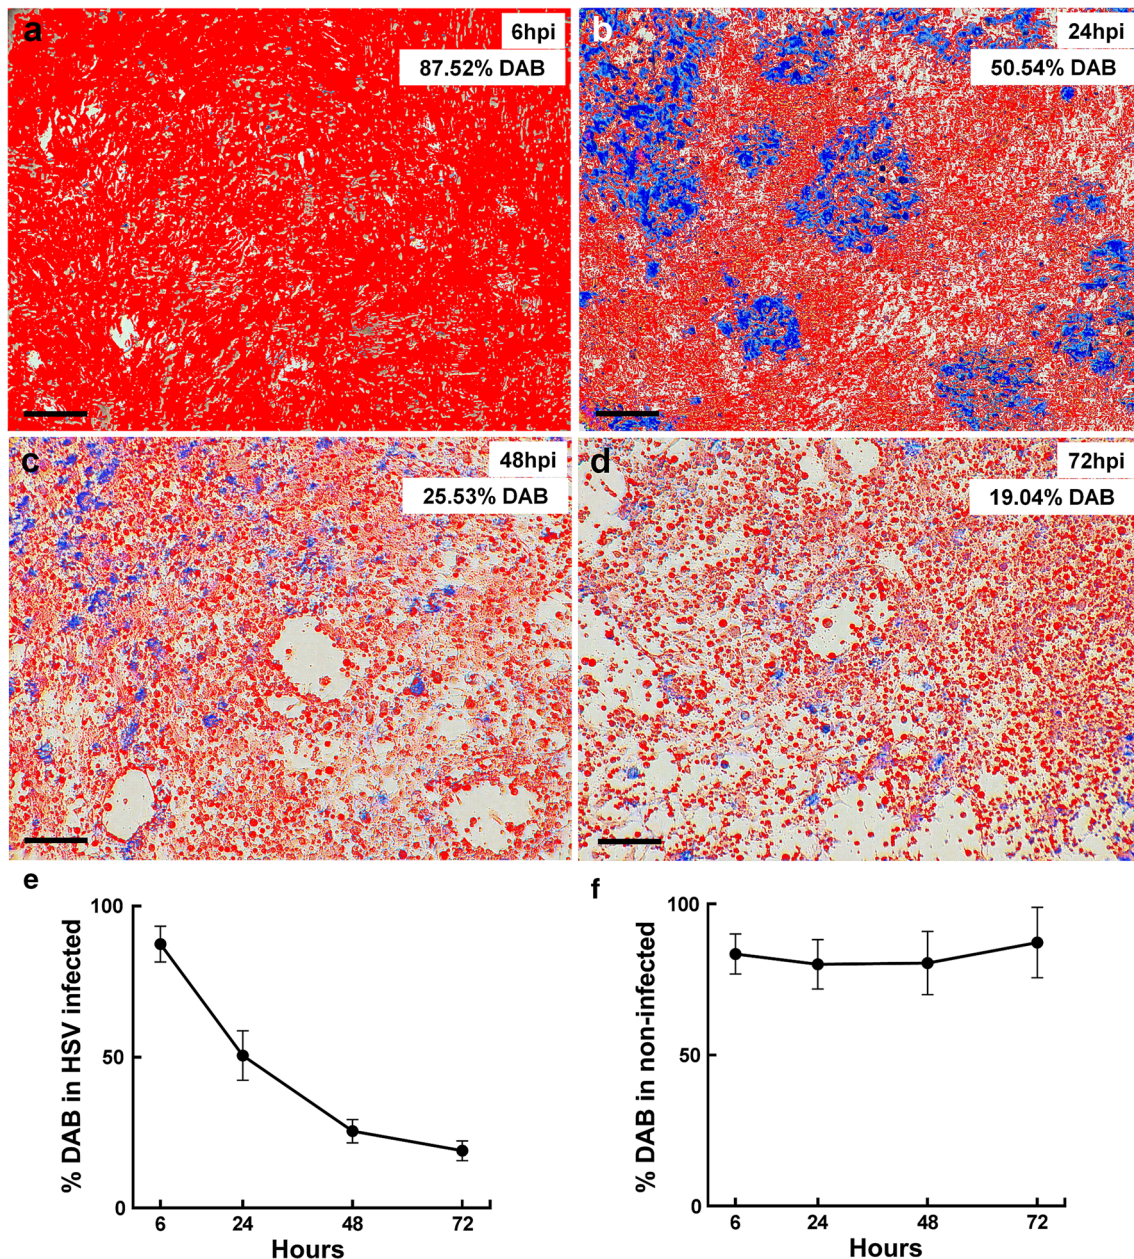 a
6hpi
87.52% DAB
b
24hpi
50.54% DAB
c
48hpi
25.53% DAB
d
72hpi
19.04% DAB
e
% DAB in HSV infected
100
50
0
6 24 48 72
Hours
f
% DAB in non-infected
100
50
0
6 24 48 72
Hours